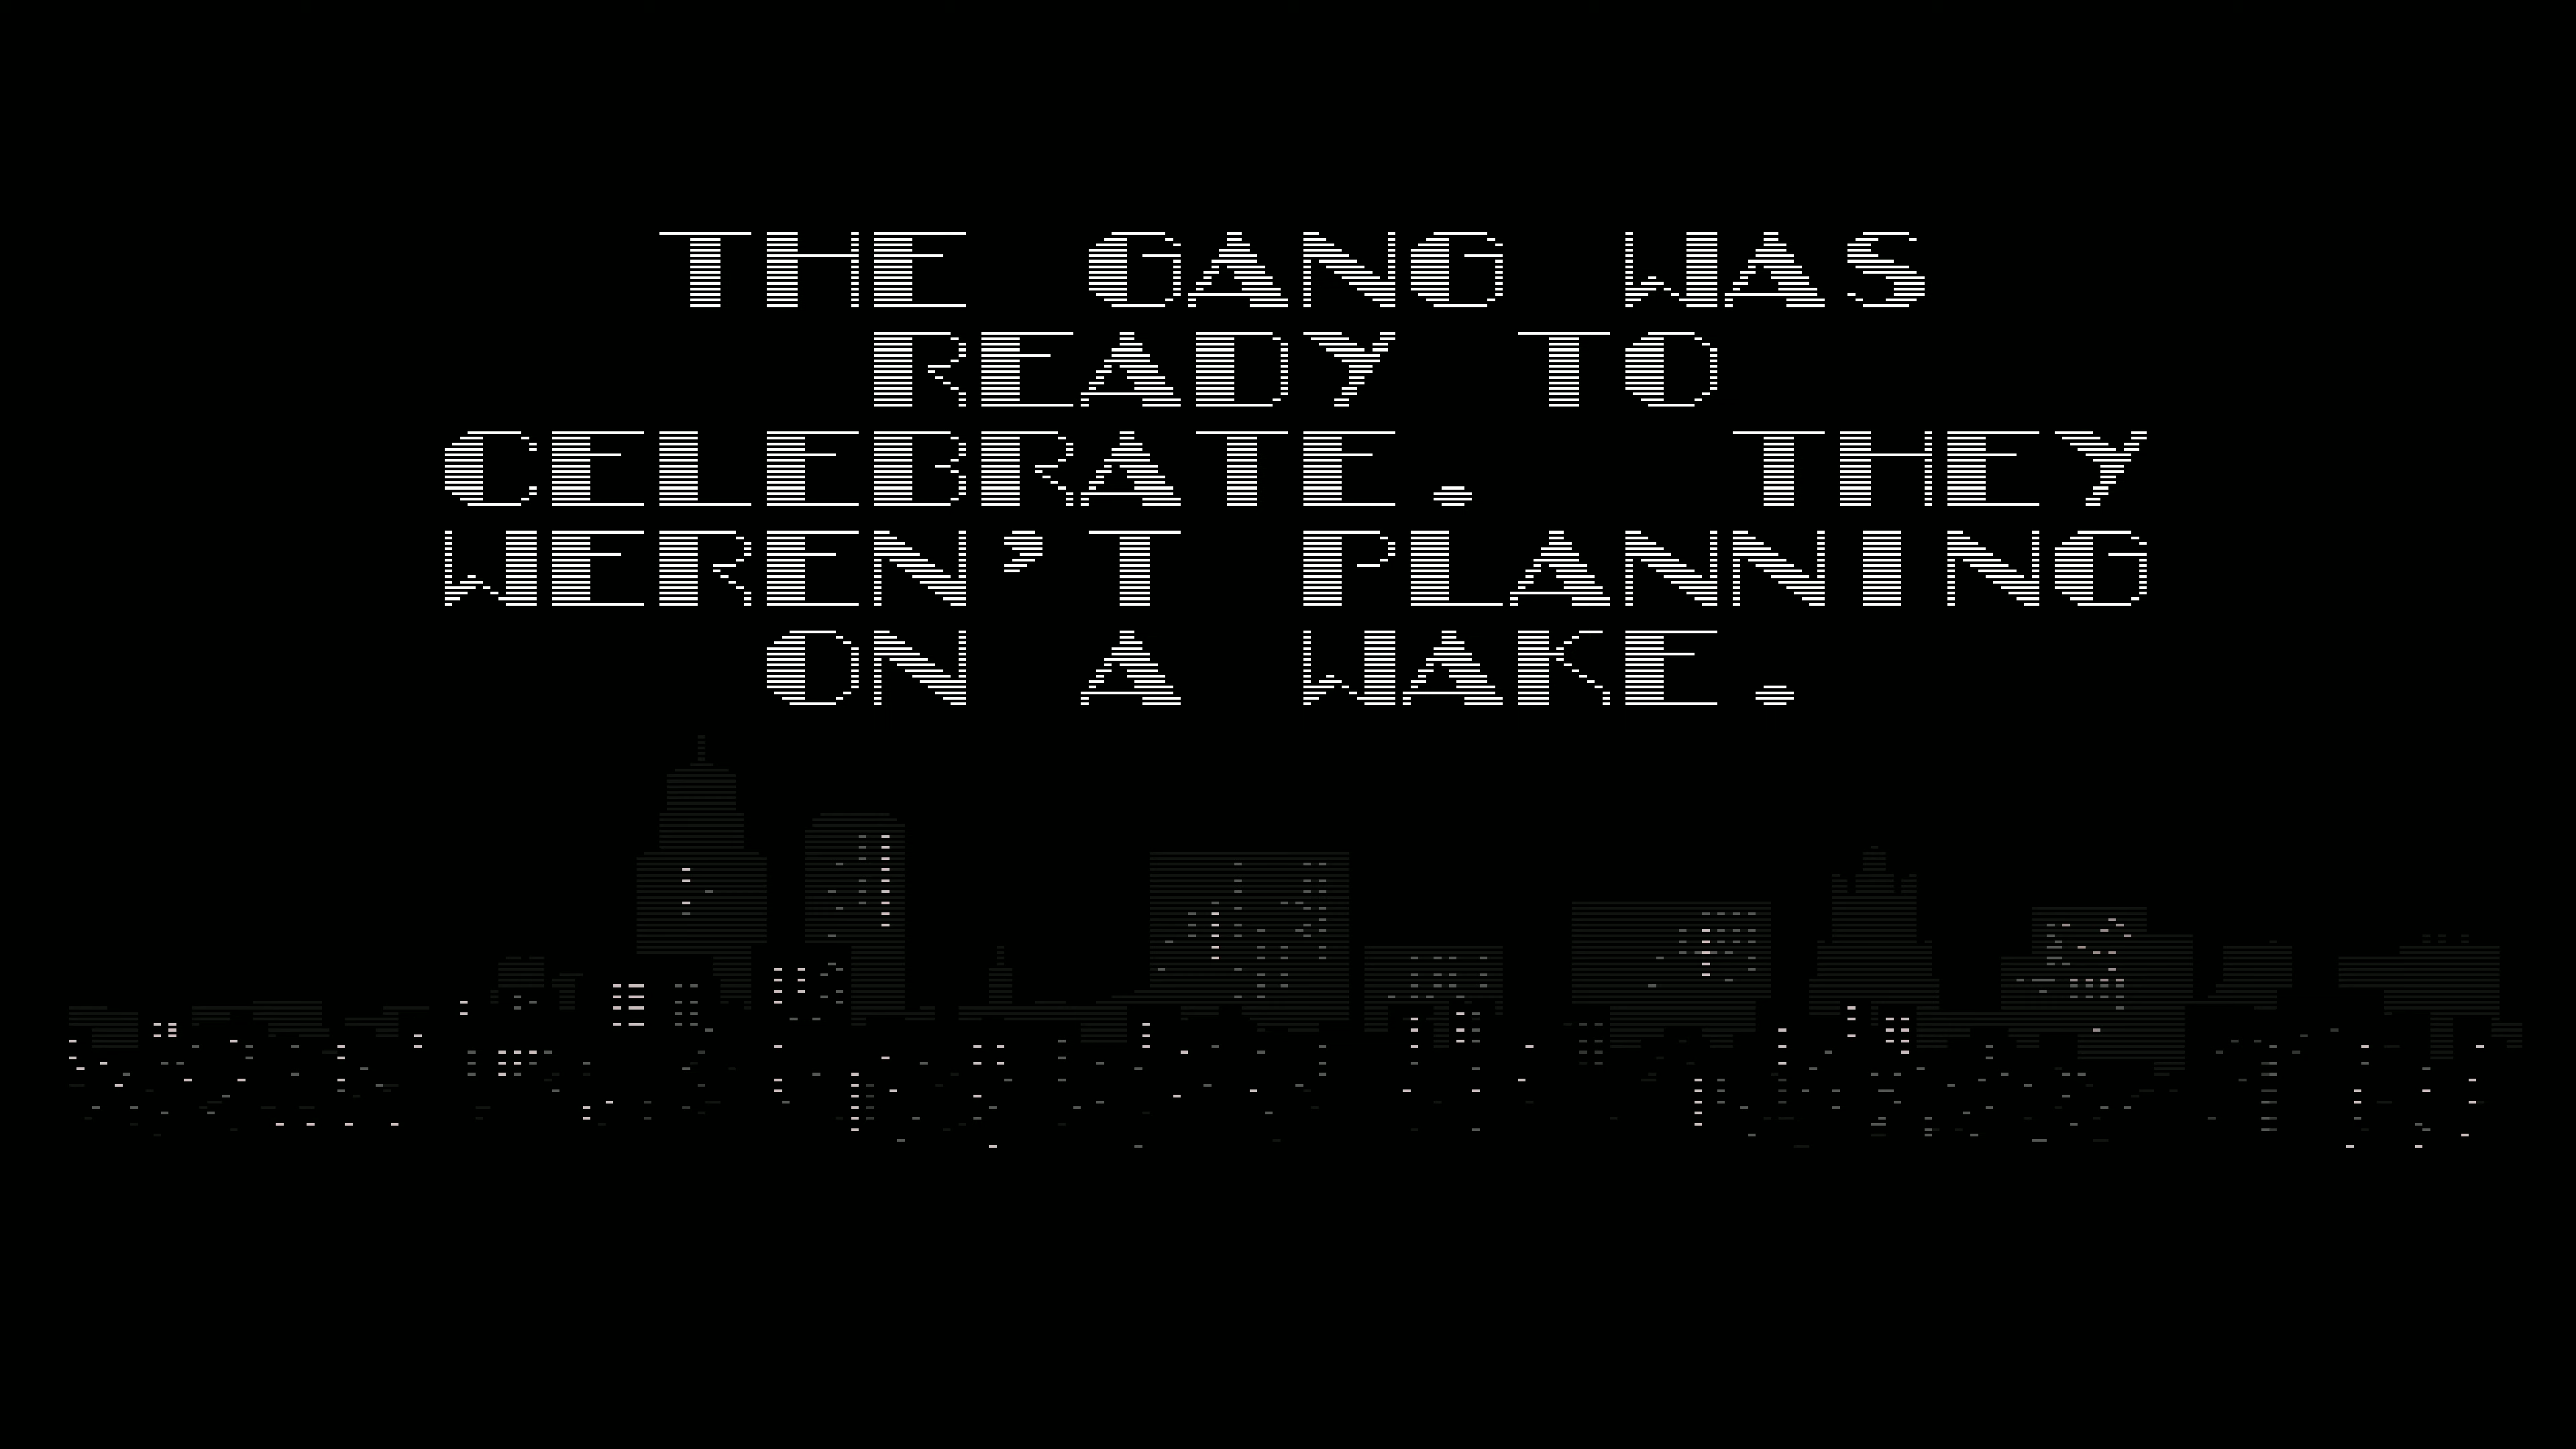 THE GANG WAS
READY TO
CELEBRATE. THEY
WEREN'T PLANNING
ON A WAKE.